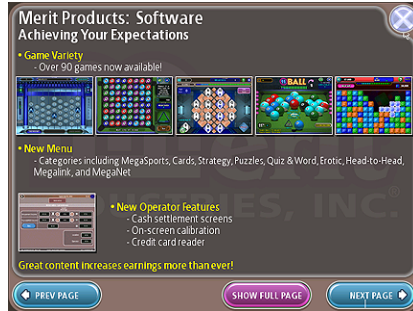 Merit Products: Software
Achieving Your Expectations
• Game Variety
- Over 90 games now available!
BALL
• New Menu
- Categories including MegaSports, Cards, Strategy, Puzzles, Quiz & Word, Erotic, Head-to-Head,
Megalink, and MegaNet
• New Operator Features
- Cash settlement screens
- On-screen calibration
- Credit card reader
INDUSTRIES, INC.
Great content increases earnings more than ever!
PREV PAGE
SHOW FULL PAGE
NEXT PAGE